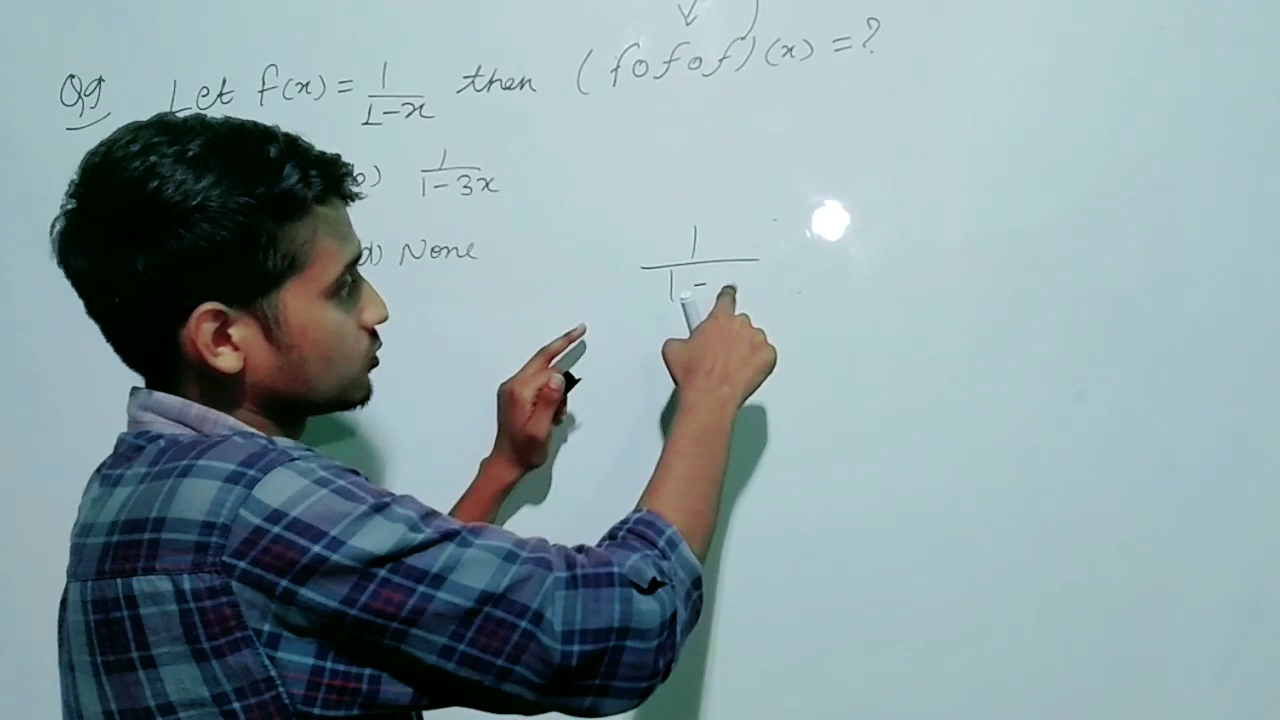 Q9 Let f(x) = 1/(1-x) then (fofof)(x) = ?
b) 1/(1-3x)
d) None
1/(1-